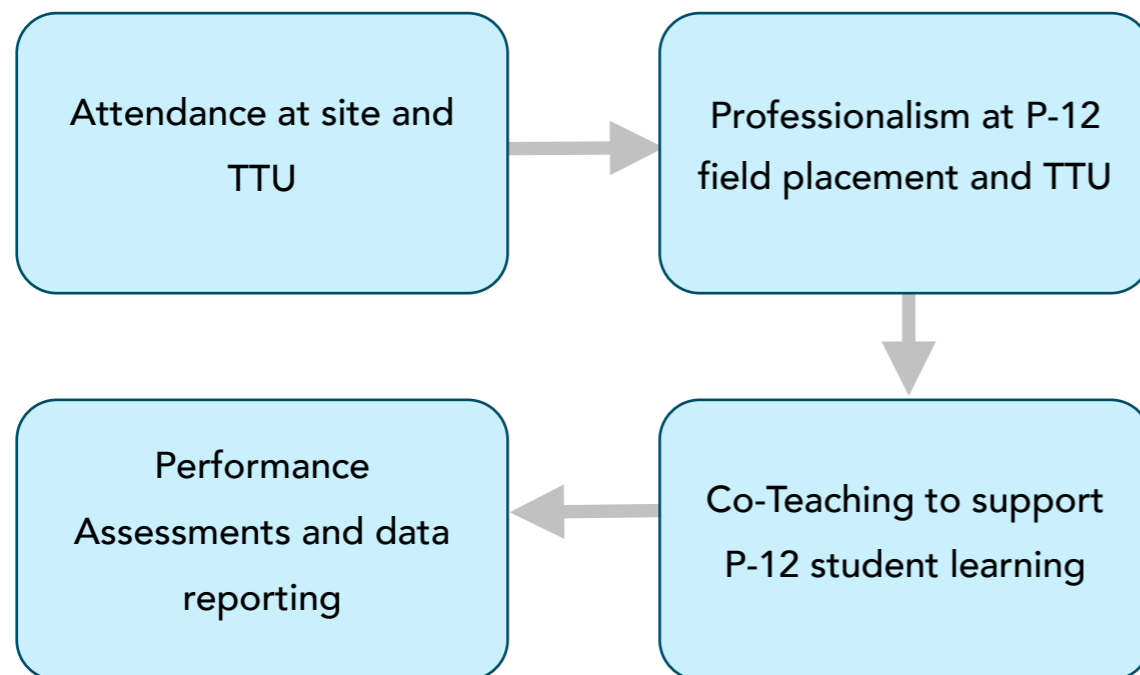 Attendance at site and
TTU
Professionalism at P-12
field placement and TTU
Co-Teaching to support
P-12 student learning
Performance
Assessments and data
reporting